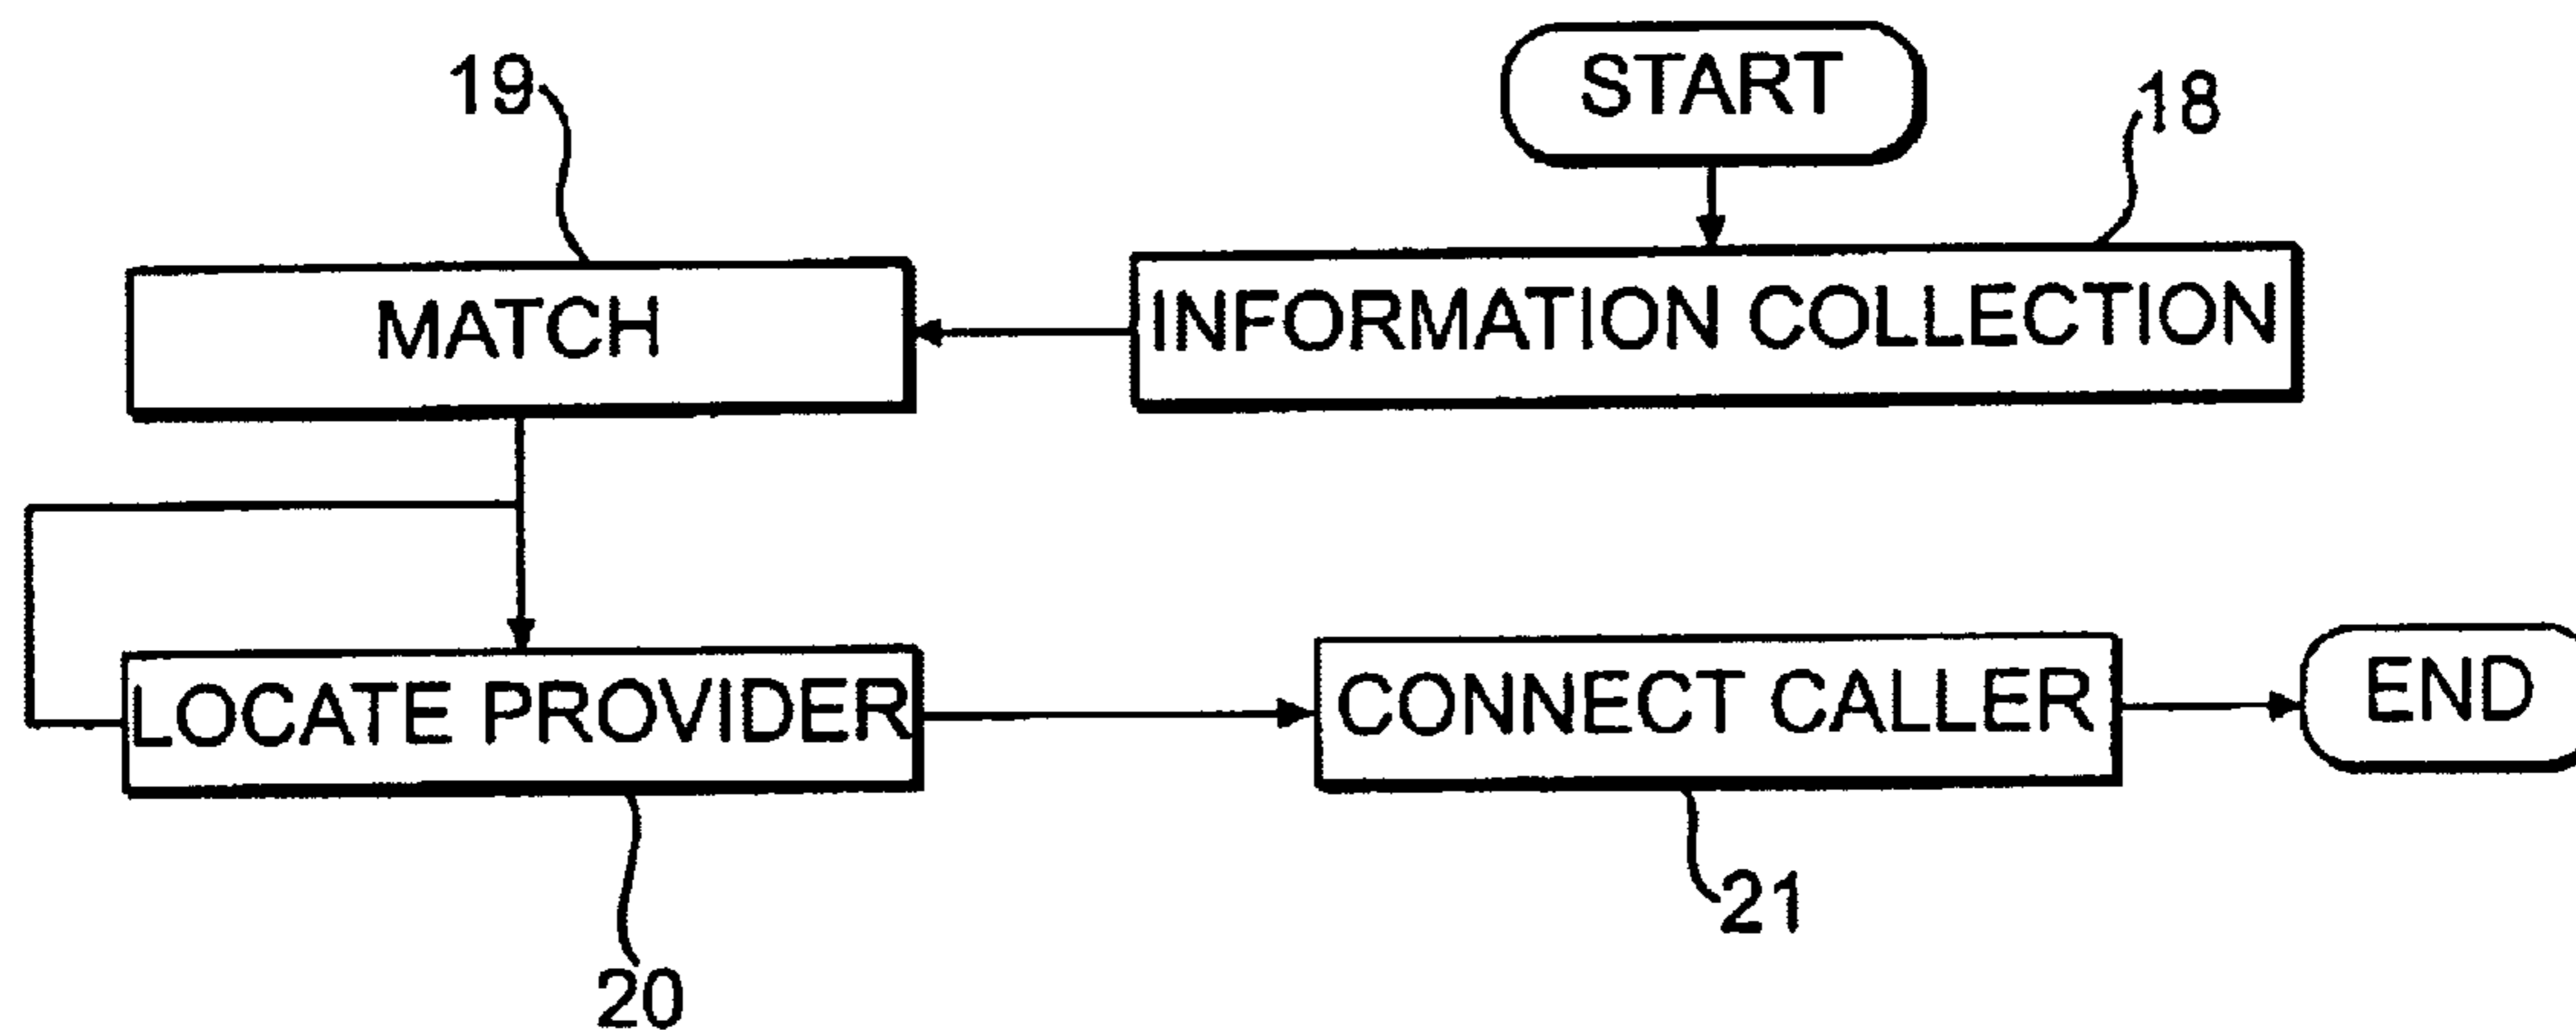 START
19
18
MATCH
INFORMATION COLLECTION
LOCATE PROVIDER
CONNECT CALLER
END
21
20